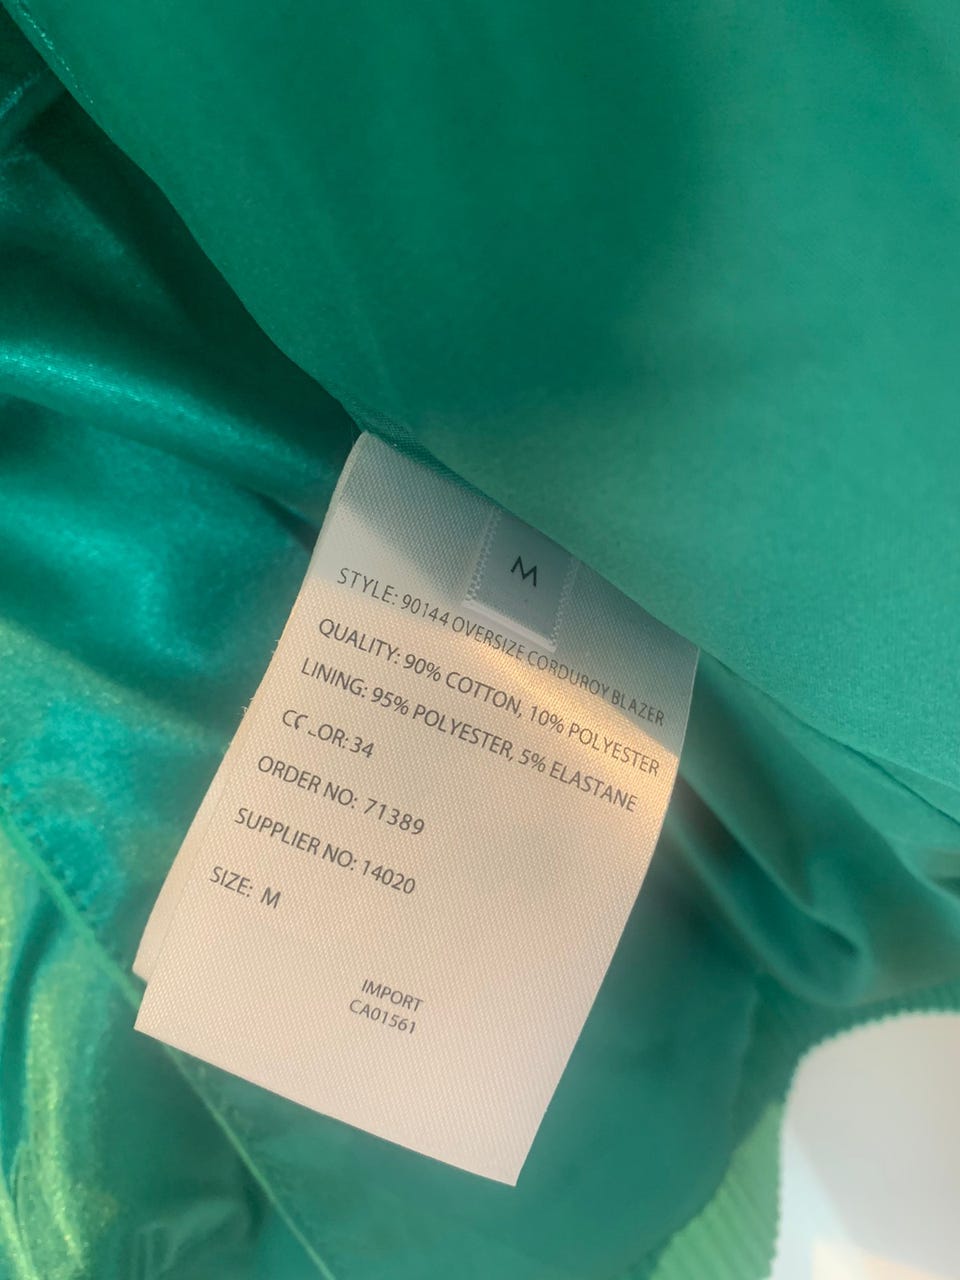 M
STYLE: 90144 OVERSIZE CORDUROY BLAZER
QUALITY: 90% COTTON, 10% POLYESTER
LINING: 95% POLYESTER, 5% ELASTANE
COLOR: 34
ORDER NO: 71389
SUPPLIER NO: 14020
SIZE: M
IMPORT
CA01561